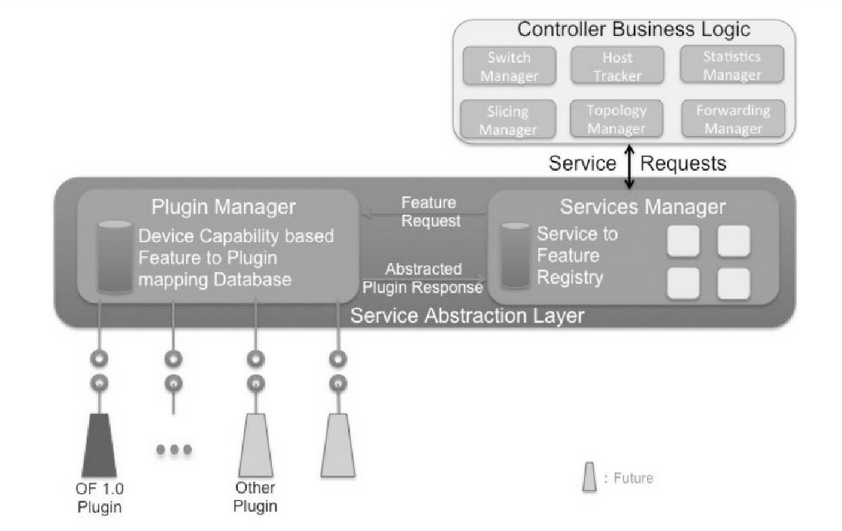 Controller Business Logic
Switch
Manager
Host
Tracker
Statistics
Manager
Slicing
Manager
Topology
Manager
Forwarding
Manager
Service Requests
Plugin Manager
Device Capability based
Feature to Plugin
mapping Database
Feature
Request
Abstracted
Plugin Response
Services Manager
Service to
Feature
Registry
Service Abstraction Layer
OF 1.0
Plugin
Other
Plugin
: Future